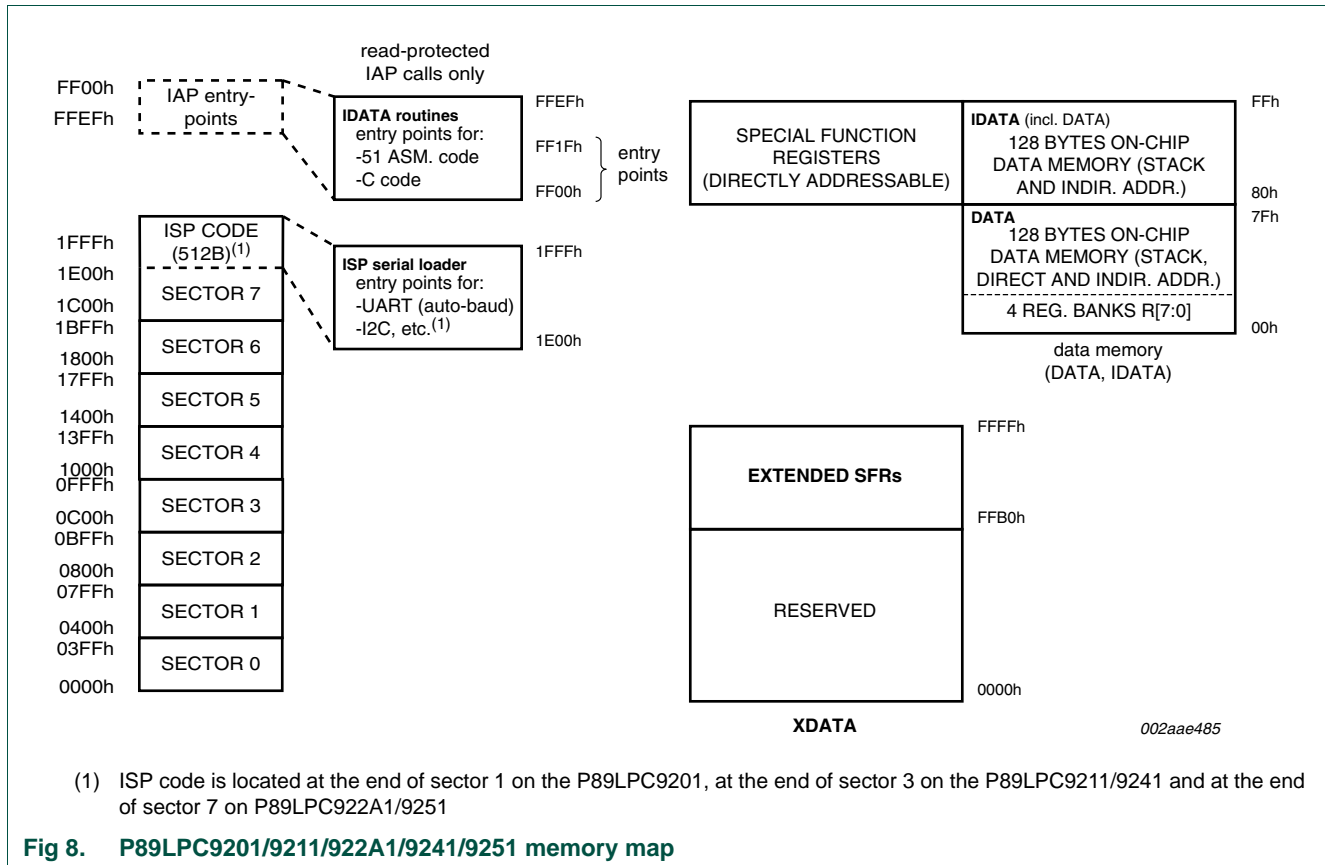 read-protected
IAP calls only
FF00h
FFEFh
IAP entry-
points
IDATA routines
entry points for:
-51 ASM. code
-C code
FFEFh
FF1Fh
FF00h
entry
points
1FFFh
1E00h
1C00h
1BFFh
1800h
17FFh
1400h
13FFh
1000h
0FFFh
0C00h
0BFFh
0800h
07FFh
0400h
03FFh
0000h
ISP CODE
(512B)(1)
SECTOR 7
SECTOR 6
SECTOR 5
SECTOR 4
SECTOR 3
SECTOR 2
SECTOR 1
SECTOR 0
ISP serial loader
entry points for:
-UART (auto-baud)
-I2C, etc.(1)
1FFFh
1E00h
SPECIAL FUNCTION
REGISTERS
(DIRECTLY ADDRESSABLE)
IDATA (incl. DATA)
128 BYTES ON-CHIP
DATA MEMORY (STACK
AND INDIR. ADDR.)
DATA
128 BYTES ON-CHIP
DATA MEMORY (STACK,
DIRECT AND INDIR. ADDR.)
4 REG. BANKS R[7:0]
FFh
80h
7Fh
00h
data memory
(DATA, IDATA)
EXTENDED SFRs
RESERVED
FFFFh
FFB0h
0000h
XDATA
002aae485
(1) ISP code is located at the end of sector 1 on the P89LPC9201, at the end of sector 3 on the P89LPC9211/9241 and at the end
of sector 7 on P89LPC922A1/9251
Fig 8. P89LPC9201/9211/922A1/9241/9251 memory map